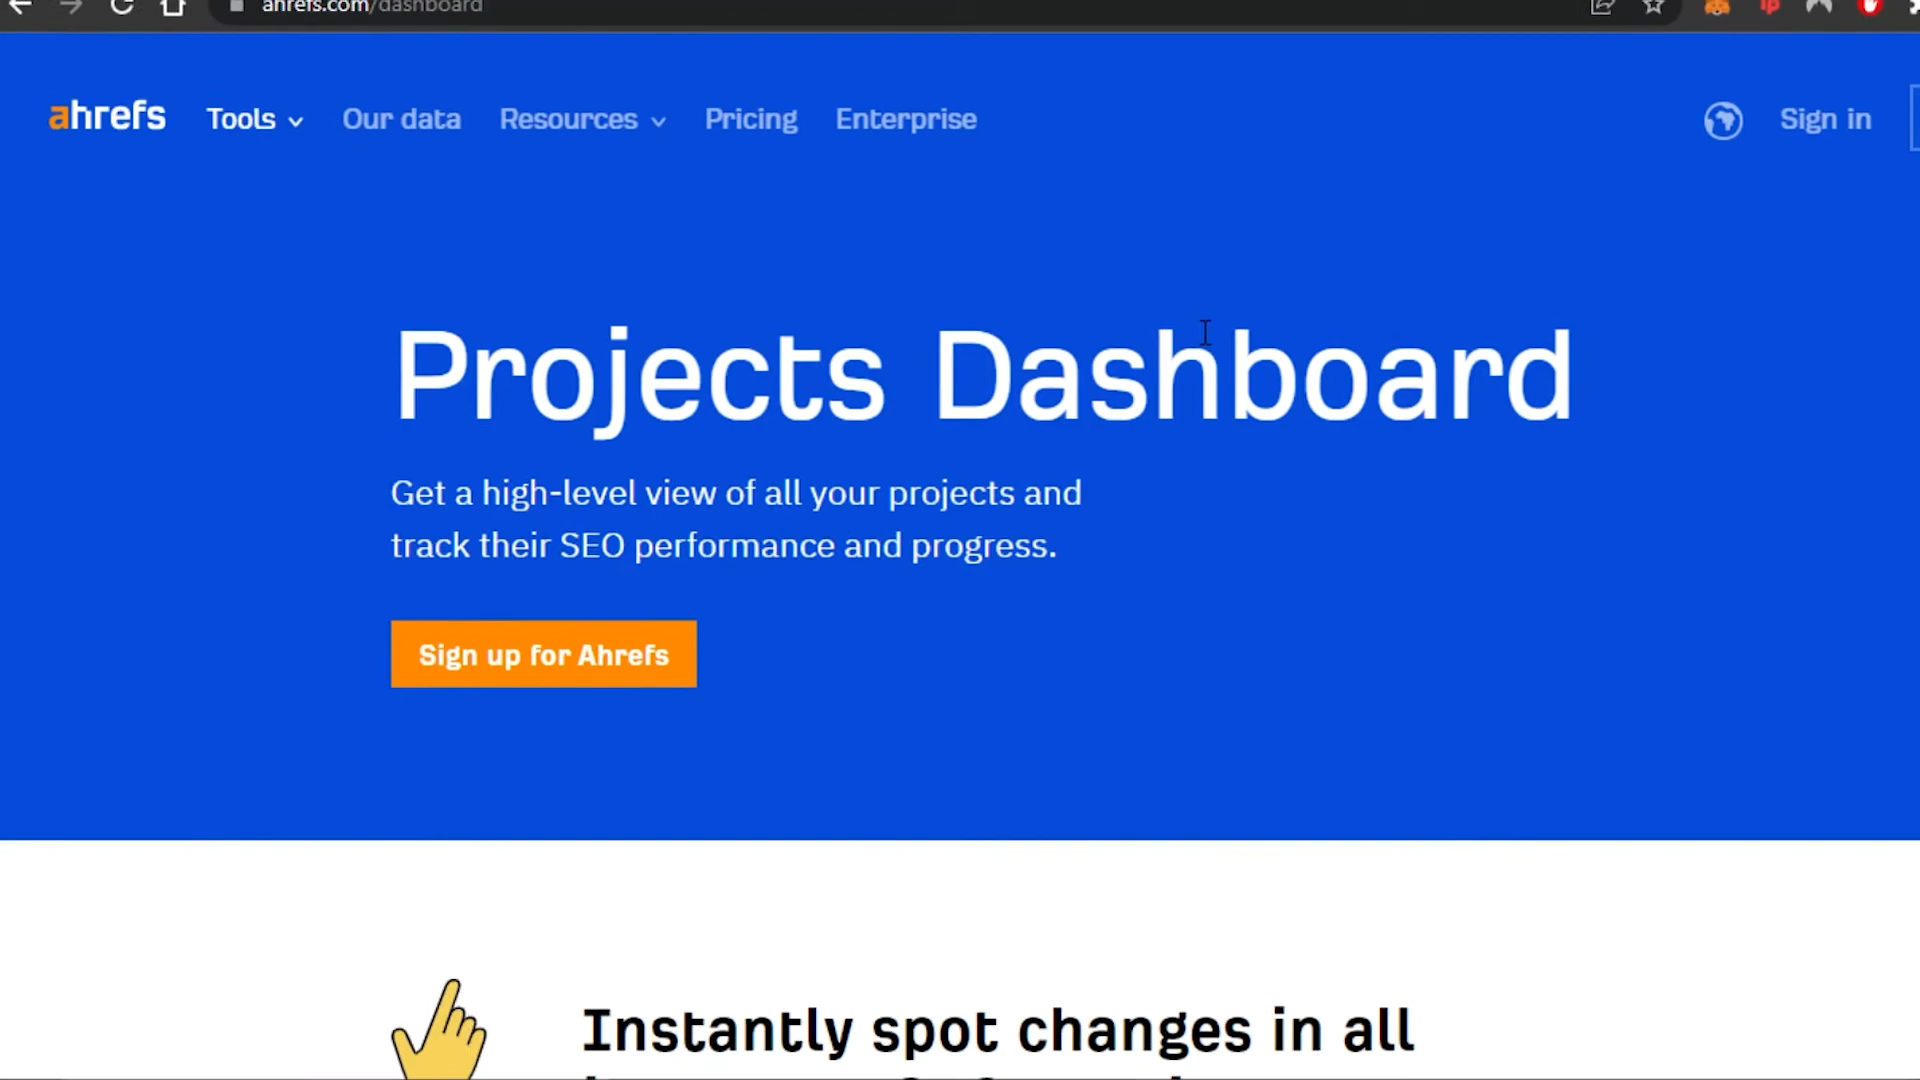 ahrefs.com/dashboard
ahrefs Tools Our data Resources Pricing Enterprise Sign in
Projects Dashboard
Get a high-level view of all your projects and
track their SEO performance and progress.
Sign up for Ahrefs
Instantly spot changes in all